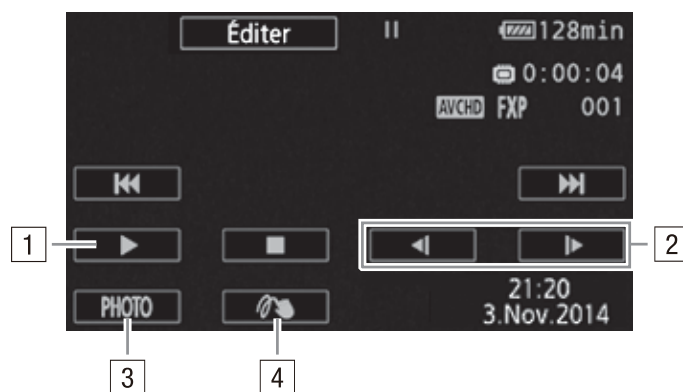 Éditer
128min
0:00:04
AVCHD FXP 001
1
2
21:20
PHOTO
3.Nov.2014
3
4